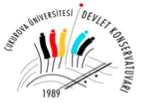 ÇUKUROVA ÜNİVERSİTESİ
DEVLET KONSERVATUVARI
1989